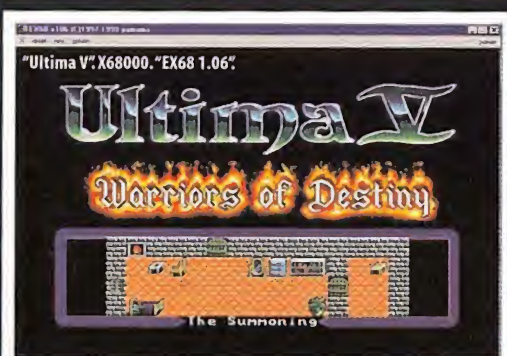 "Ultima V". X68000. "EX68 1.06".
Ultima V
Warriors of Destiny
The Summoning